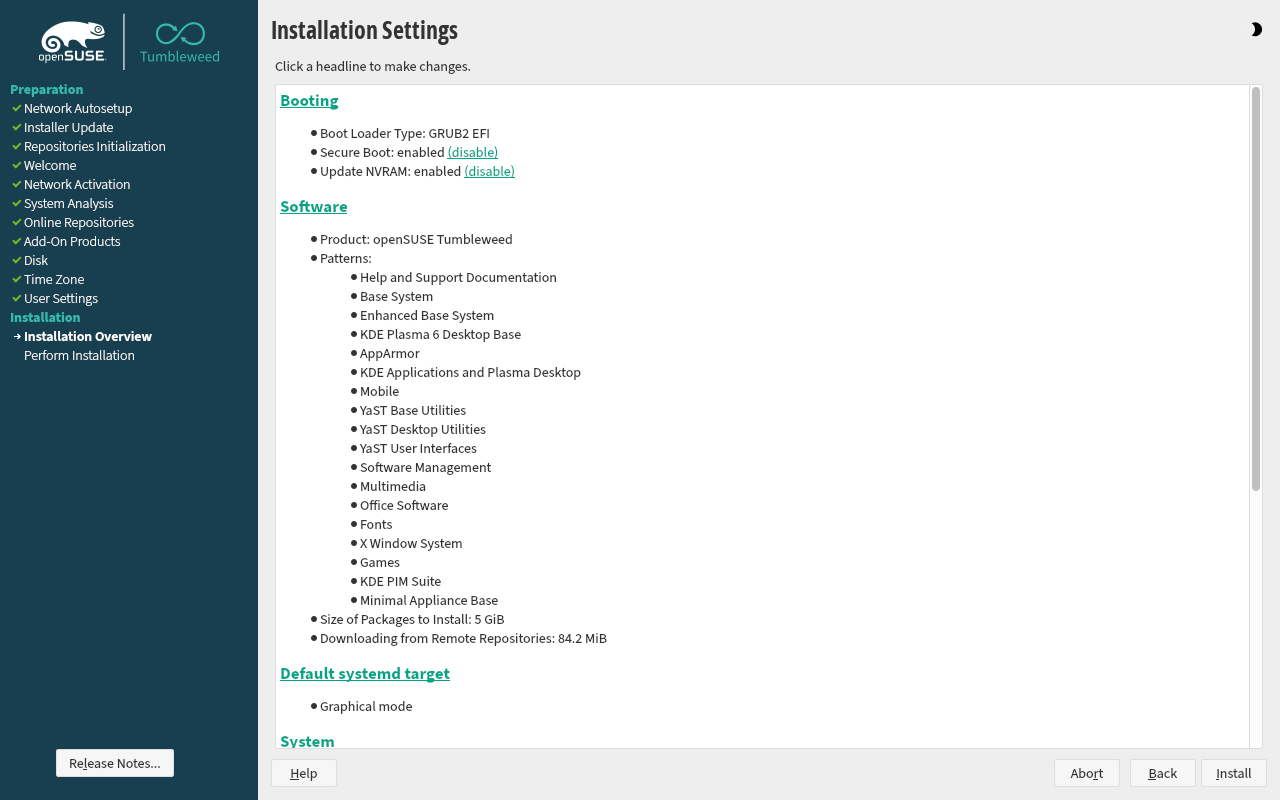 openSUSE
Tumbleweed
Preparation
Network Autosetup
Installer Update
Repositories Initialization
Welcome
Network Activation
System Analysis
Online Repositories
Add-On Products
Disk
Time Zone
User Settings
Installation
Installation Overview
Perform Installation
Release Notes...
Installation Settings
Click a headline to make changes.
Booting
Boot Loader Type: GRUB2 EFI
Secure Boot: enabled (disable)
Update NVRAM: enabled (disable)
Software
Product: openSUSE Tumbleweed
Patterns:
Help and Support Documentation
Base System
Enhanced Base System
KDE Plasma 6 Desktop Base
AppArmor
KDE Applications and Plasma Desktop
Mobile
YaST Base Utilities
YaST Desktop Utilities
YaST User Interfaces
Software Management
Multimedia
Office Software
Fonts
X Window System
Games
KDE PIM Suite
Minimal Appliance Base
Size of Packages to Install: 5 GiB
Downloading from Remote Repositories: 84.2 MiB
Default systemd target
Graphical mode
System
Help
Abort
Back
Install